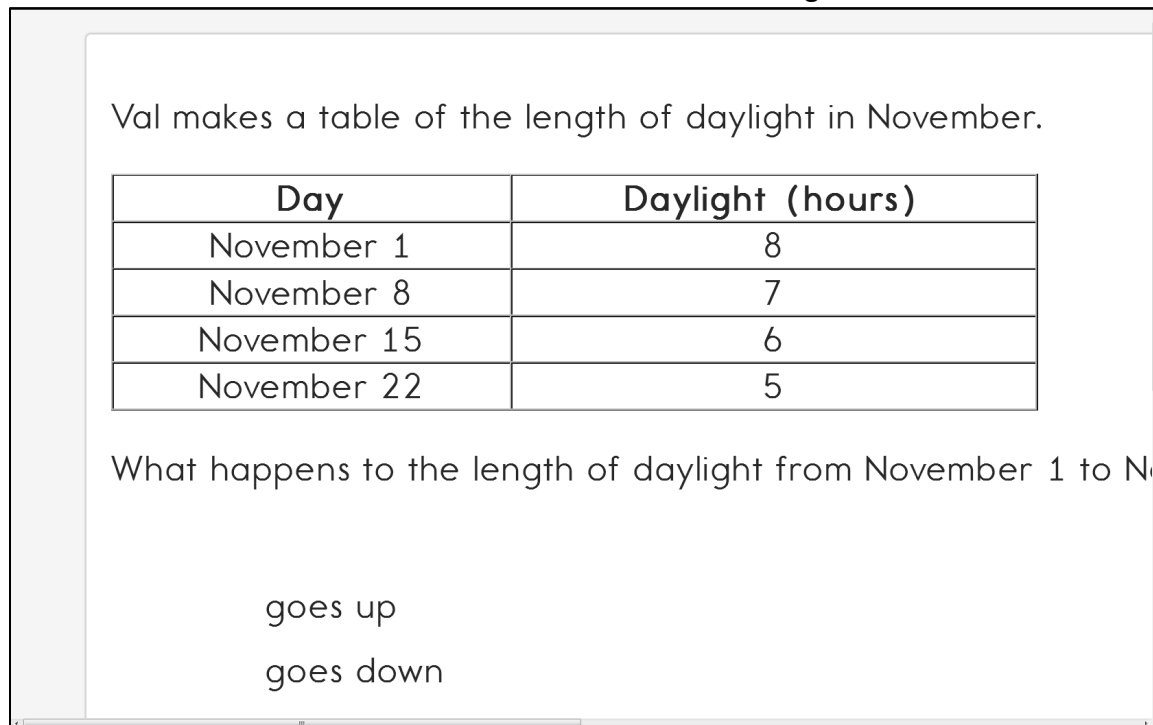 Val makes a table of the length of daylight in November.
Day Daylight (hours)
November 1 8
November 8 7
November 15 6
November 22 5
What happens to the length of daylight from November 1 to
goes up
goes down